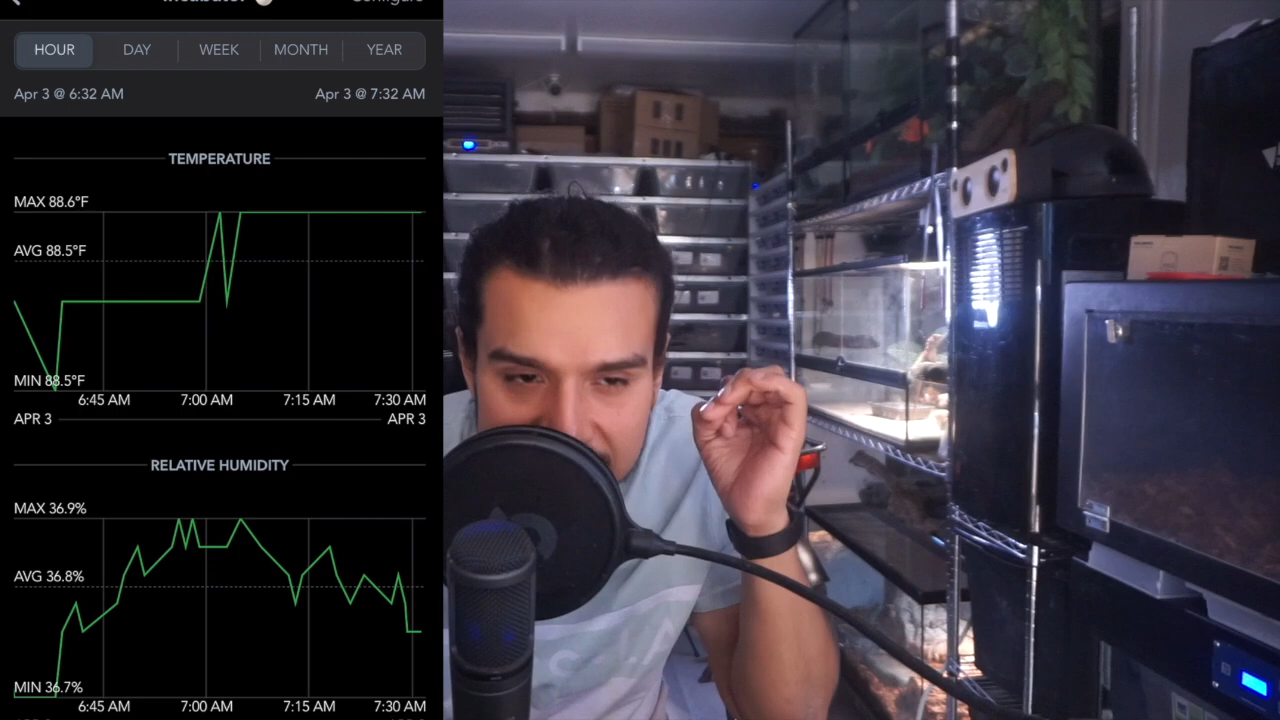 Incubator
Configure
HOUR DAY WEEK MONTH YEAR
Apr 3 @ 6:32 AM Apr 3 @ 7:32 AM
TEMPERATURE
MAX 88.6°F
AVG 88.5°F
MIN 88.5°F
6:45 AM 7:00 AM 7:15 AM 7:30 AM
APR 3 APR 3
RELATIVE HUMIDITY
MAX 36.9%
AVG 36.8%
MIN 36.7%
6:45 AM 7:00 AM 7:15 AM 7:30 AM